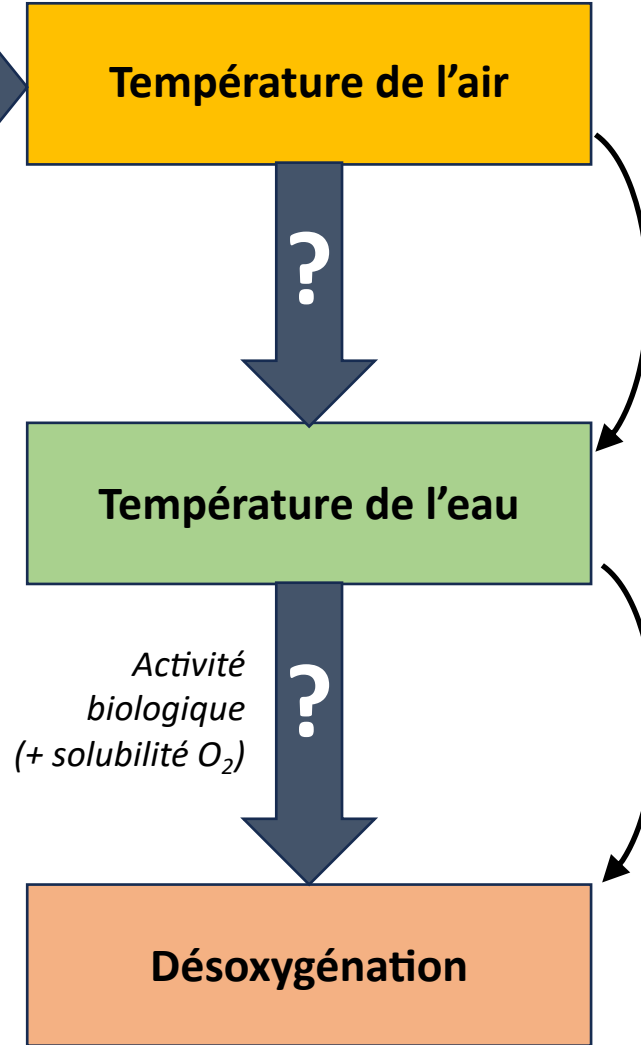 Température de l’air
?
Température de l’eau
Activité
biologique
(+ solubilité O₂)
?
Désoxygénation